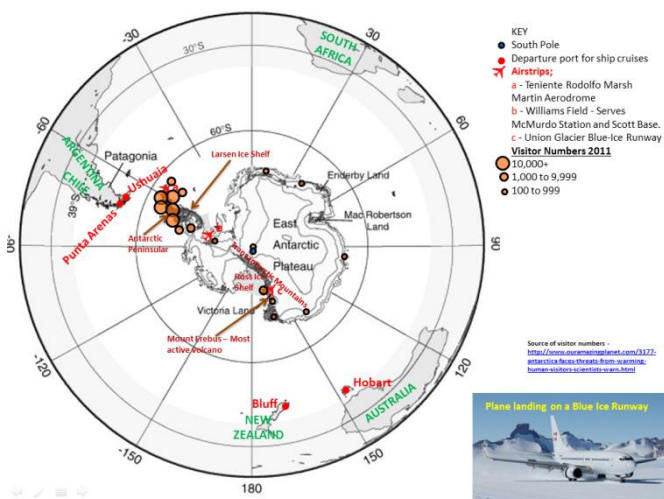 -30
0
30
SOUTH-
AFRICA
30°S
-60
60°S
60
ARGENTINA
CHILE
Patagonia
Larsen Ice Shelf
Enderby Land
Ushuaia
39°S
Punta Arenas
Mac Robertson
Land
East
Antarctic
Plateau
-90
Antarctic
Peninsular
90
Ross Ice
Shelf
Mountains
C
Victoria Land
Mount Erebus – Most
active volcano
-120
120
Bluff
Hobart
NEW
ZEALAND
AUSTRALIA
-150
150
180
KEY
South Pole
Departure port for ship cruises
Airstrips;
a - Teniente Rodolfo Marsh
Martin Aerodrome
b - Williams Field - Serves
McMurdo Station and Scott Base.
c - Union Glacier Blue-Ice Runway
Visitor Numbers 2011
10,000+
1,000 to 9,999
100 to 999
Source of visitor numbers -
http://www.ouramazingplanet.com/3177-
antarctica-faces-threats-from-warming-
human-visitors-scientists-warn.html
Plane landing on a Blue Ice Runway